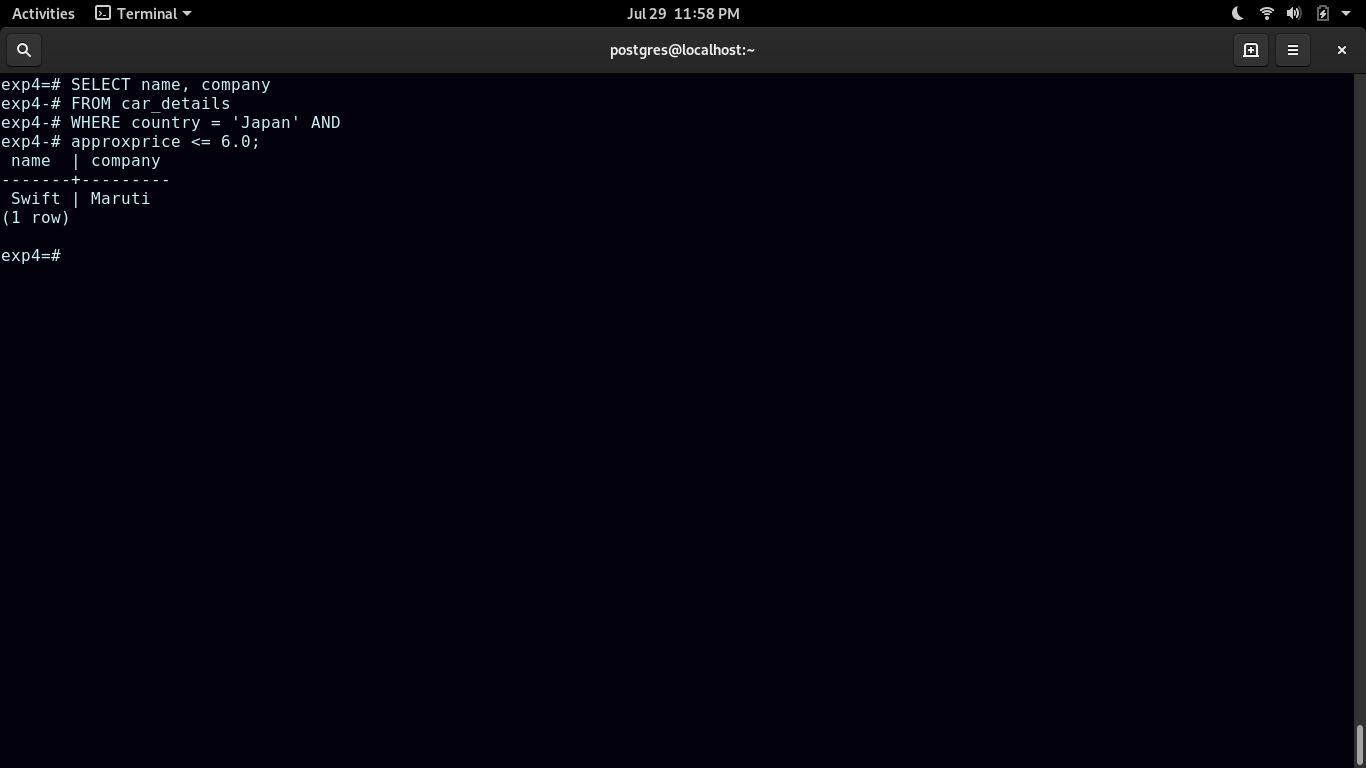 Activities Terminal Jul 29 11:58 PM
postgres@localhost:~
exp4=# SELECT name, company
exp4-# FROM car_details
exp4-# WHERE country = 'Japan' AND
exp4-# approxprice <= 6.0;
 name  | company
-------+---------
 Swift | Maruti
(1 row)
exp4=#